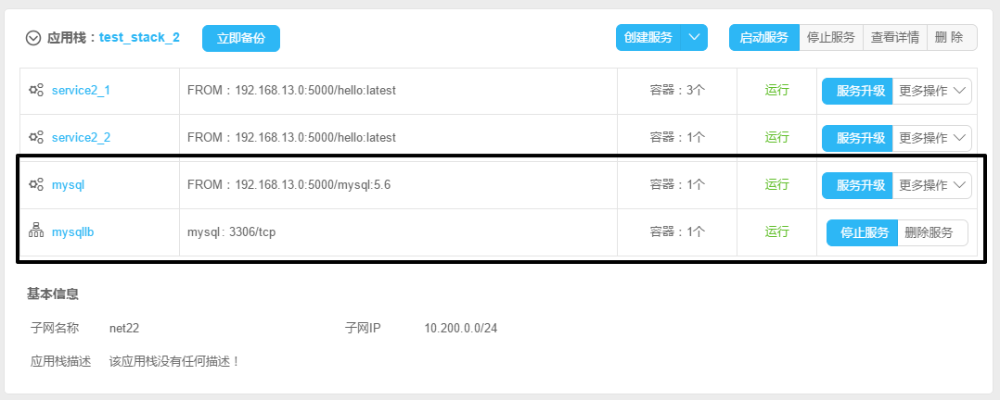 应用栈：test_stack_2 立即备份 创建服务 启动服务 停止服务 查看详情 删 除
service2_1 FROM：192.168.13.0:5000/hello:latest 容器：3个 运行 服务升级 更多操作
service2_2 FROM：192.168.13.0:5000/hello:latest 容器：1个 运行 服务升级 更多操作
mysql FROM：192.168.13.0:5000/mysql:5.6 容器：1个 运行 服务升级 更多操作
mysqllb mysql : 3306/tcp 容器：1个 运行 停止服务 删除服务
基本信息
子网名称 net22 子网IP 10.200.0.0/24
应用栈描述 该应用栈没有任何描述！